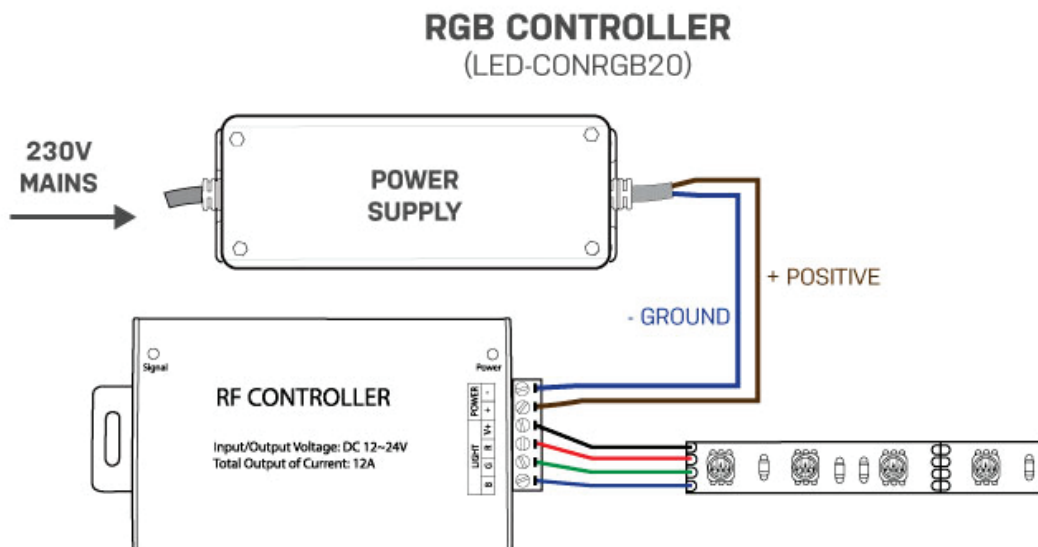 RGB CONTROLLER
(LED-CONRGB20)
230V
MAINS
POWER
SUPPLY
+ POSITIVE
- GROUND
Signal
Power
RF CONTROLLER
Input/Output Voltage: DC 12~24V
Total Output of Current: 12A
POWER
- 
+
LIGHT
V+
R
G
B